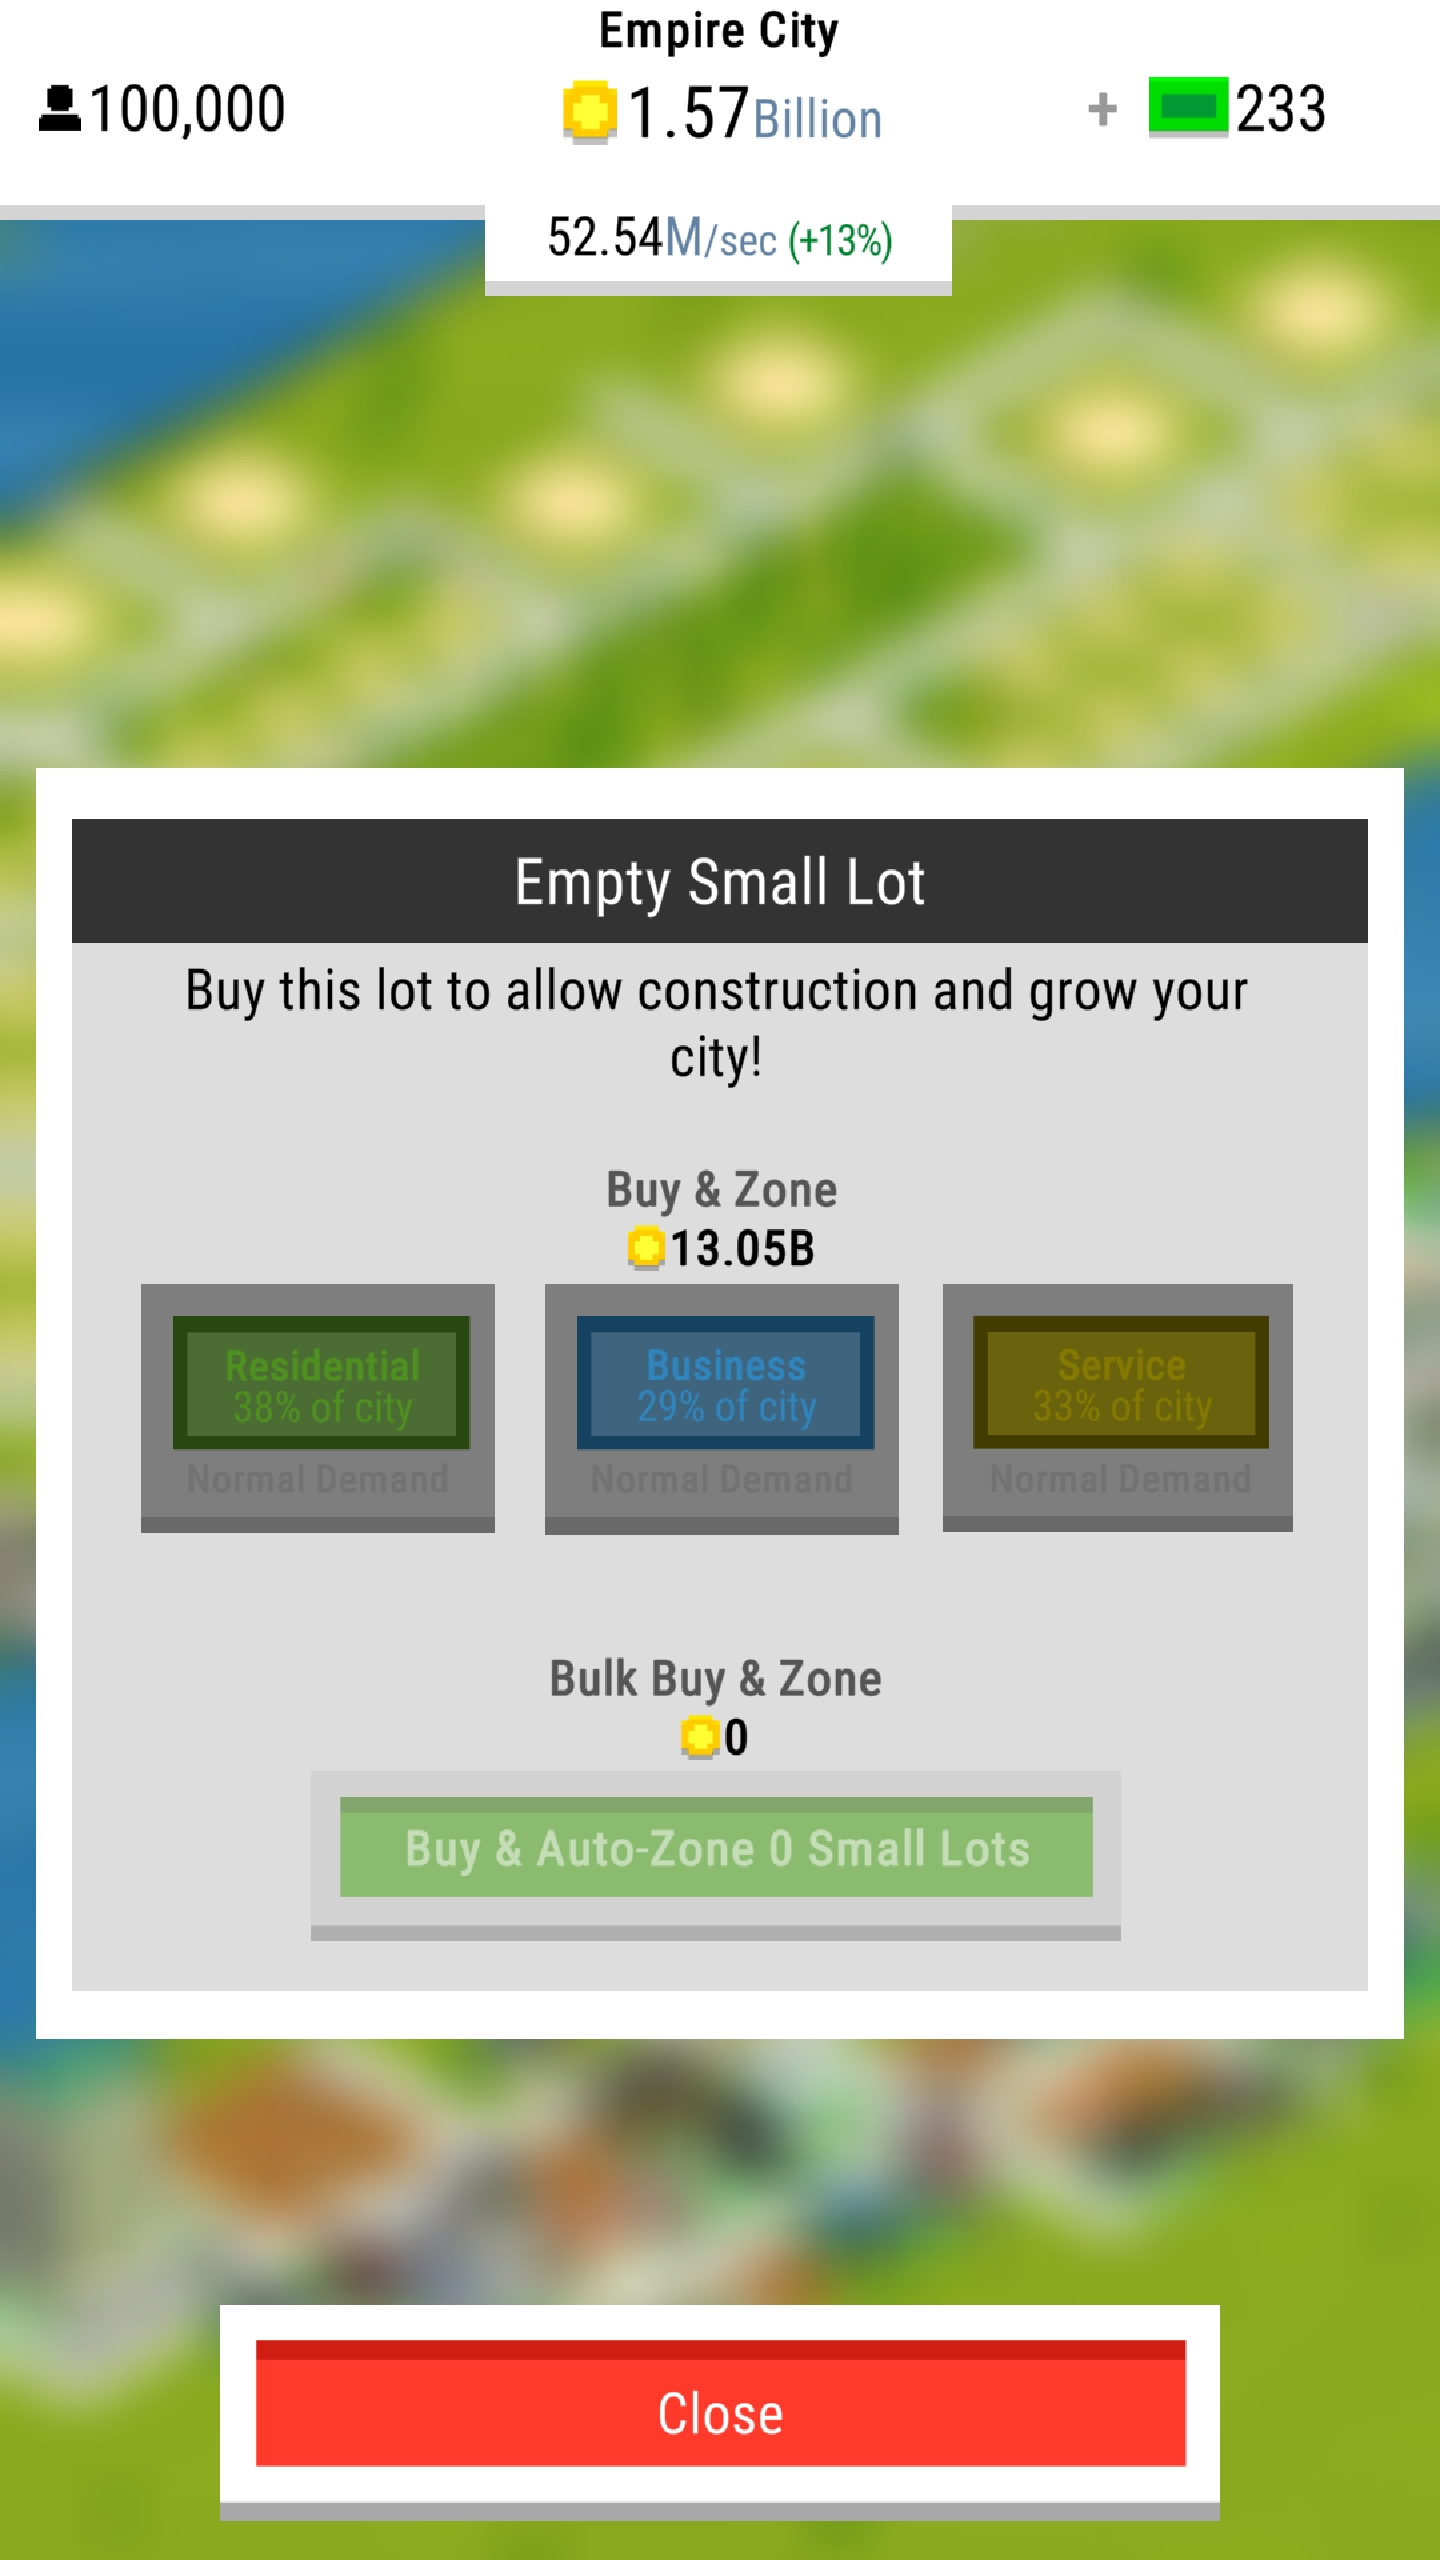 Empire City
100,000
1.57Billion
+ 233
52.54M/sec (+13%)
Empty Small Lot
Buy this lot to allow construction and grow your
city!
Buy & Zone
13.05B
Residential
38% of city
Normal Demand
Business
29% of city
Normal Demand
Service
33% of city
Normal Demand
Bulk Buy & Zone
0
Buy & Auto-Zone 0 Small Lots
Close